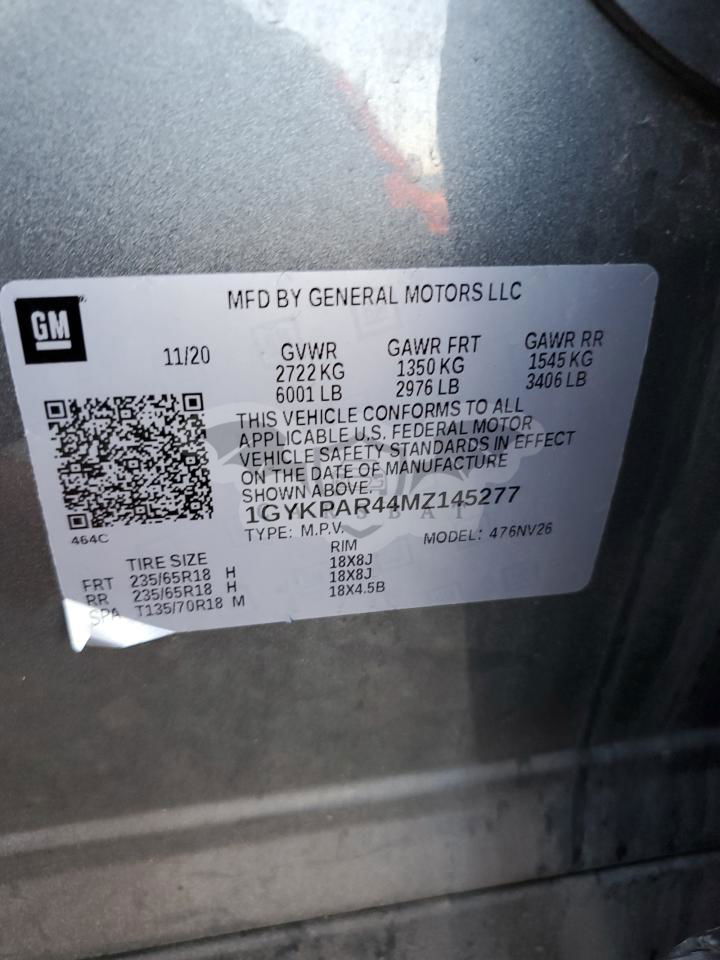 MFD BY GENERAL MOTORS LLC
GM
11/20
GVWR
2722 KG
6001 LB
GAWR FRT
1350 KG
2976 LB
GAWR RR
1545 KG
3406 LB
THIS VEHICLE CONFORMS TO ALL
APPLICABLE U.S. FEDERAL MOTOR
VEHICLE SAFETY STANDARDS IN EFFECT
ON THE DATE OF MANUFACTURE
SHOWN ABOVE.
1GYKPAR44MZ145277
TYPE: M.P.V.
MODEL: 476NV26
464C
TIRE SIZE
RIM
FRT 235/65R18 H 18X8J
RR 235/65R18 H 18X8J
SPA T135/70R18 M 18X4.5B